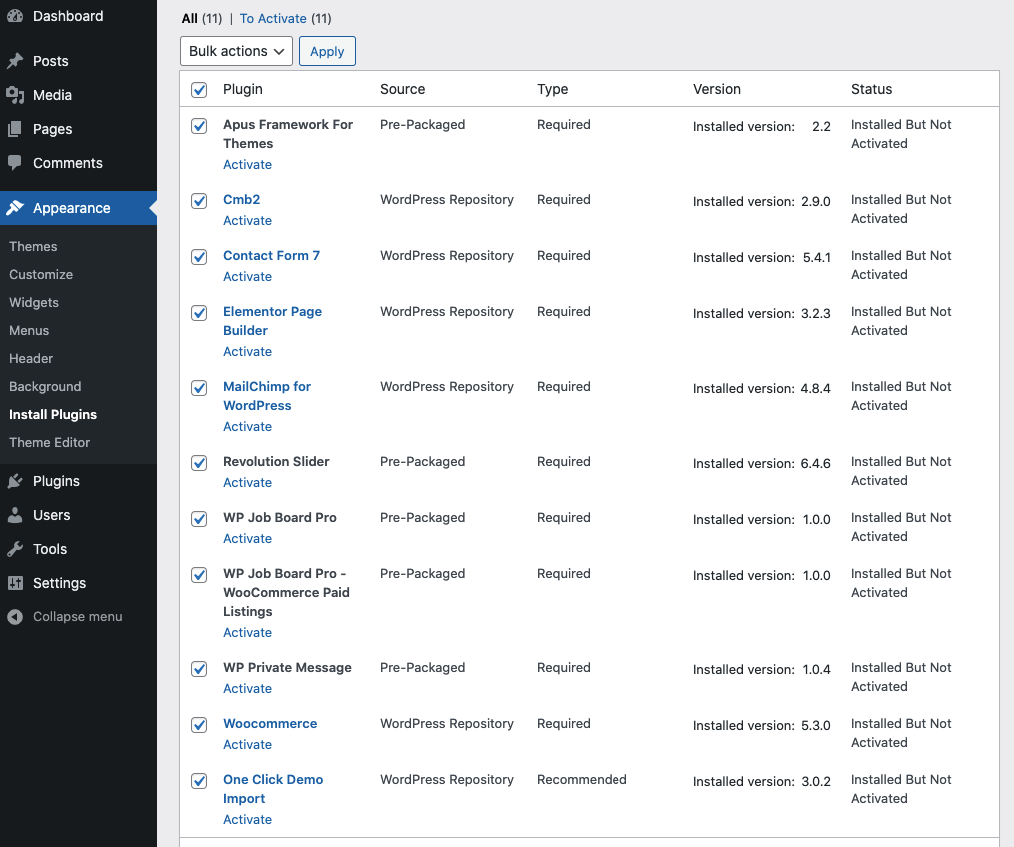 Dashboard
Posts
Media
Pages
Comments
Appearance
Themes
Customize
Widgets
Menus
Header
Background
Install Plugins
Theme Editor
Plugins
Users
Tools
Settings
Collapse menu
All (11) | To Activate (11)
Bulk actions Apply
Plugin Source Type Version Status
Apus Framework For Pre-Packaged Required Installed version: 2.2 Installed But Not
Themes Activated
Activate
Cmb2 WordPress Repository Required Installed version: 2.9.0 Installed But Not
Activate Activated
Contact Form 7 WordPress Repository Required Installed version: 5.4.1 Installed But Not
Activate Activated
Elementor Page WordPress Repository Required Installed version: 3.2.3 Installed But Not
Builder Activated
Activate
MailChimp for WordPress Repository Required Installed version: 4.8.4 Installed But Not
WordPress Activated
Activate
Revolution Slider Pre-Packaged Required Installed version: 6.4.6 Installed But Not
Activate Activated
WP Job Board Pro Pre-Packaged Required Installed version: 1.0.0 Installed But Not
Activate Activated
WP Job Board Pro - Pre-Packaged Required Installed version: 1.0.0 Installed But Not
WooCommerce Paid Activated
Listings
Activate
WP Private Message Pre-Packaged Required Installed version: 1.0.4 Installed But Not
Activate Activated
Woocommerce WordPress Repository Required Installed version: 5.3.0 Installed But Not
Activate Activated
One Click Demo WordPress Repository Recommended Installed version: 3.0.2 Installed But Not
Import Activated
Activate